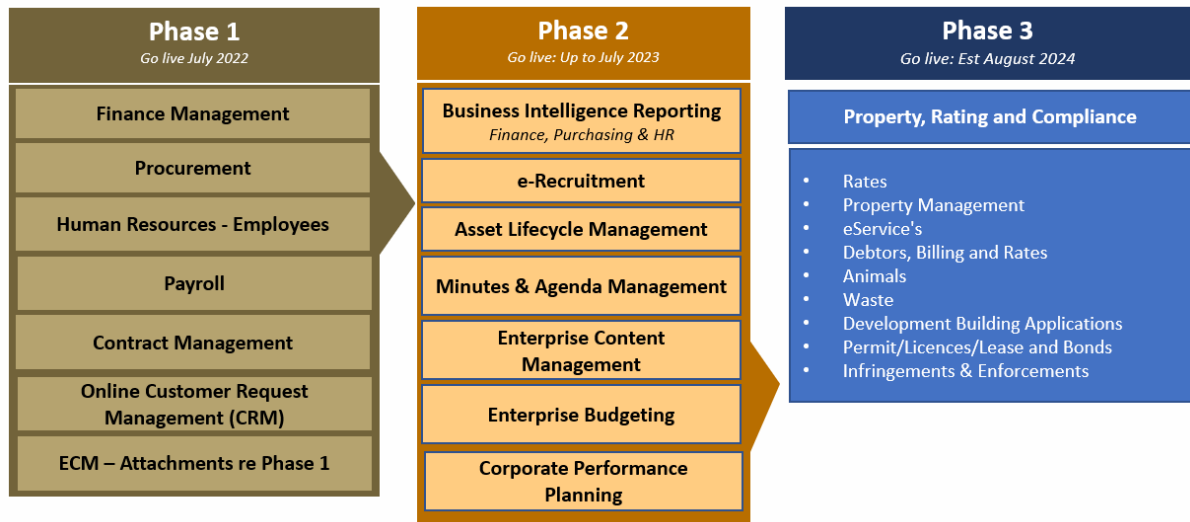 Phase 1
Go live July 2022
Finance Management
Procurement
Human Resources - Employees
Payroll
Contract Management
Online Customer Request
Management (CRM)
ECM – Attachments re Phase 1
Phase 2
Go live: Up to July 2023
Business Intelligence Reporting
Finance, Purchasing & HR
e-Recruitment
Asset Lifecycle Management
Minutes & Agenda Management
Enterprise Content
Management
Enterprise Budgeting
Corporate Performance
Planning
Phase 3
Go live: Est August 2024
Property, Rating and Compliance
• Rates
• Property Management
• eService's
• Debtors, Billing and Rates
• Animals
• Waste
• Development Building Applications
• Permit/Licences/Lease and Bonds
• Infringements & Enforcements